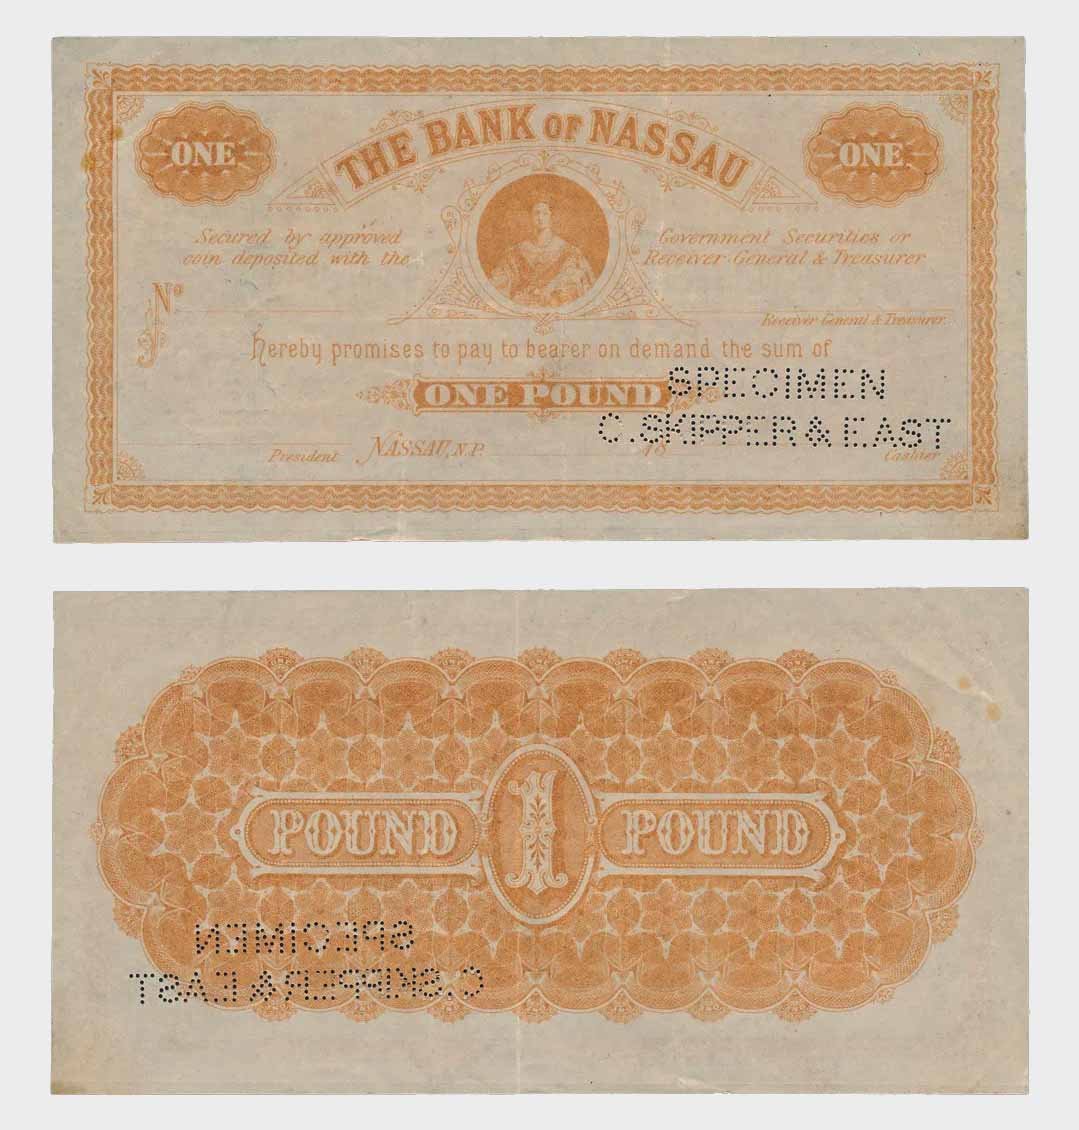 THE BANK OF NASSAU
ONE
ONE
Secured by approved Government Securities or
coin deposited with the Receiver General & Treasurer
No
Receiver General & Treasurer.
Hereby promises to pay to bearer on demand the sum of
ONE POUND
SPECIMEN
C.SKIPPER & EAST
President NASSAU, N.P. 18 Cashier
POUND 1 POUND
SPECIMEN
C.SKIPPER & EAST